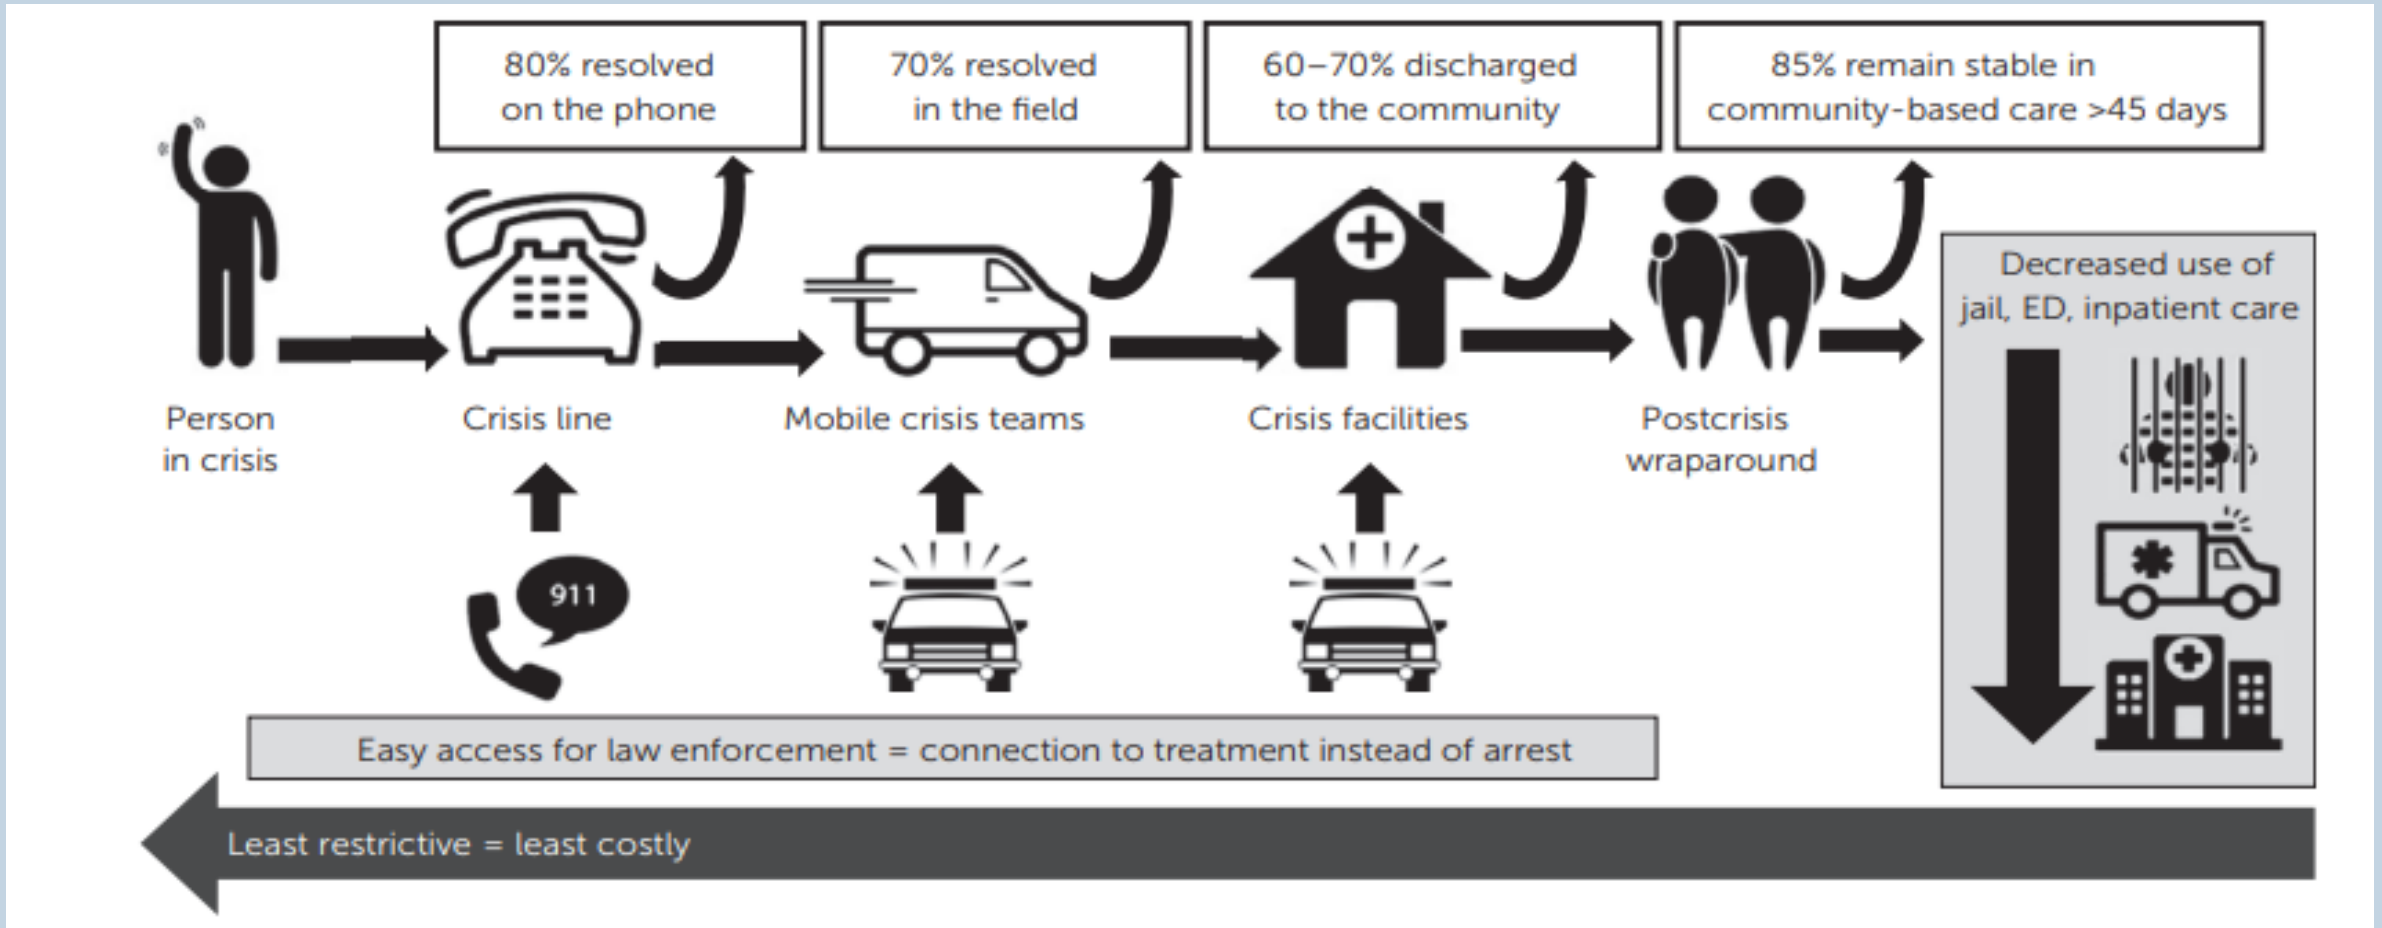 80% resolved
on the phone
70% resolved
in the field
60–70% discharged
to the community
85% remain stable in
community-based care >45 days
Decreased use of
jail, ED, inpatient care
Person
in crisis
Crisis line
Mobile crisis teams
Crisis facilities
Postcrisis
wraparound
911
Easy access for law enforcement = connection to treatment instead of arrest
Least restrictive = least costly